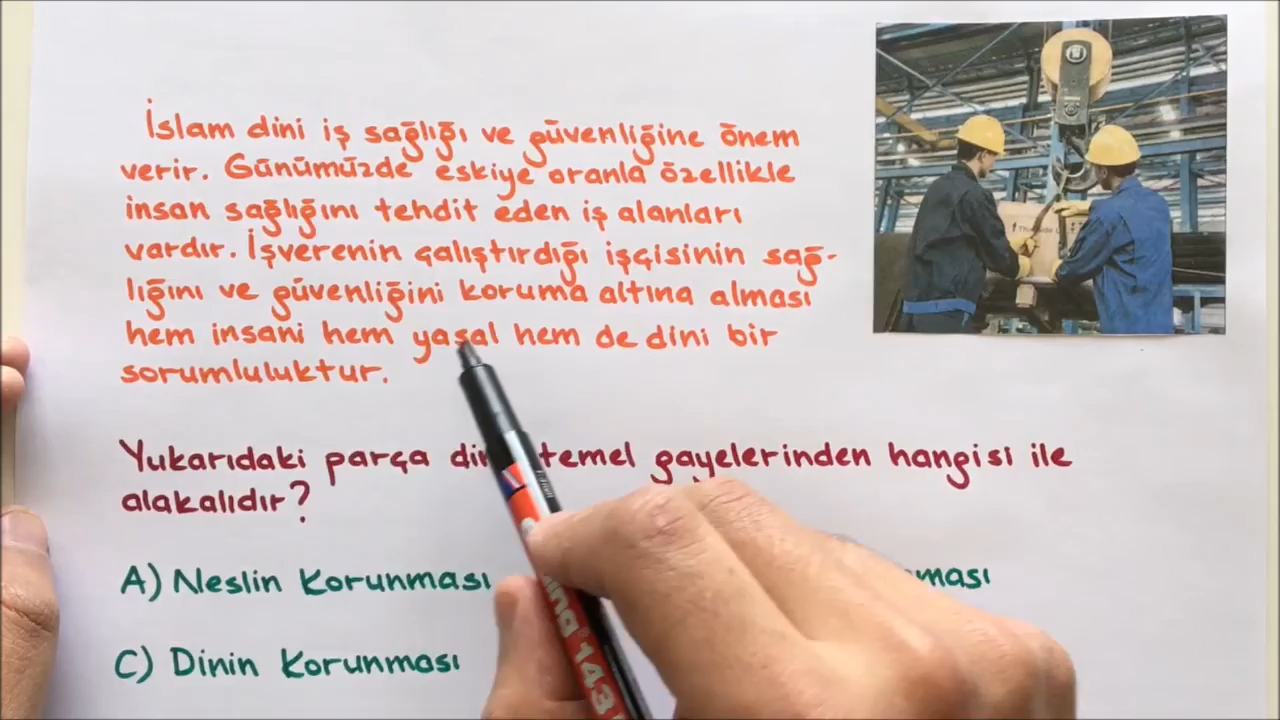 İslam dini iş sağlığı ve güvenliğine önem
verir. Günümüzde eskiye oranla özellikle
insan sağlığını tehdit eden iş alanları
vardır. İşverenin çalıştırdığı işçisinin sağ-
lığını ve güvenliğini koruma altına alması
hem insani hem yasal hem de dini bir
sorumluluktur.
Yukarıdaki parça temel gayelerinden hangisi ile
alakalıdır?
A) Neslin Korunması
C) Dinin Korunması